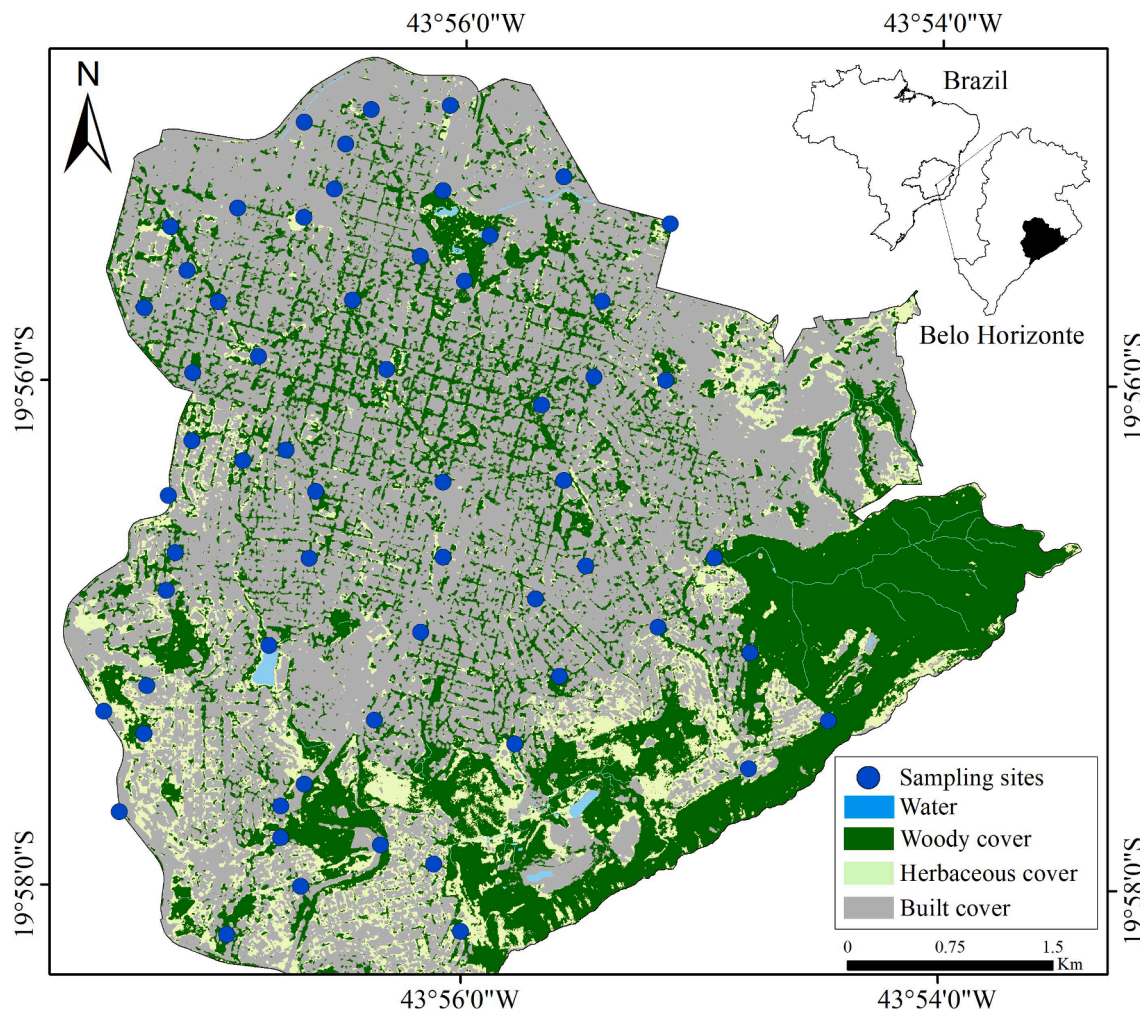 43°56'0"W
43°54'0"W
N
Brazil
Belo Horizonte
19°56'0"S
19°56'0"S
Sampling sites
Water
Woody cover
Herbaceous cover
Built cover
19°58'0"S
19°58'0"S
0 0.75 1.5
Km
43°56'0"W
43°54'0"W